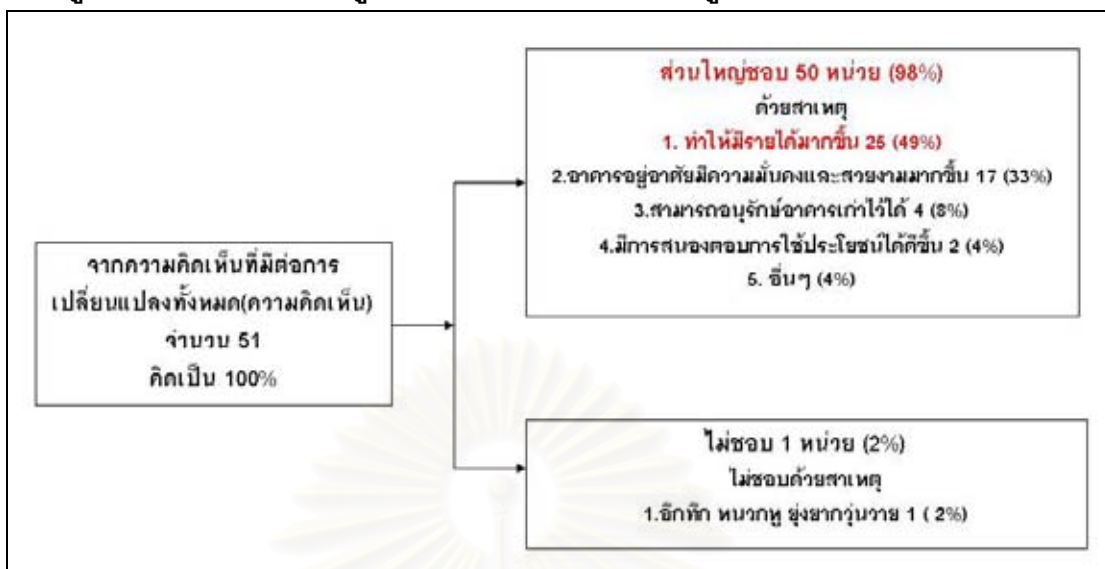 จากความคิดเห็นที่มีต่อการ
เปลี่ยนแปลงทั้งหมด(ความคิดเห็น)
จำนวน 51
คิดเป็น 100%
ส่วนใหญ่ชอบ 50 หน่วย (98%)
ด้วยสาเหตุ
1. ทำให้มีรายได้มากขึ้น 25 (49%)
2.อาคารอยู่อาศัยมีความมั่นคงและสวยงามมากขึ้น 17 (33%)
3.สามารถอนุรักษ์อาคารเก่าไว้ได้ 4 (8%)
4.มีการสนองตอบการใช้ประโยชน์ได้ดีขึ้น 2 (4%)
5. อื่นๆ (4%)
ไม่ชอบ 1 หน่วย (2%)
ไม่ชอบด้วยสาเหตุ
1.อึกทึก หนวกหู ยุ่งยากวุ่นวาย 1 ( 2%)